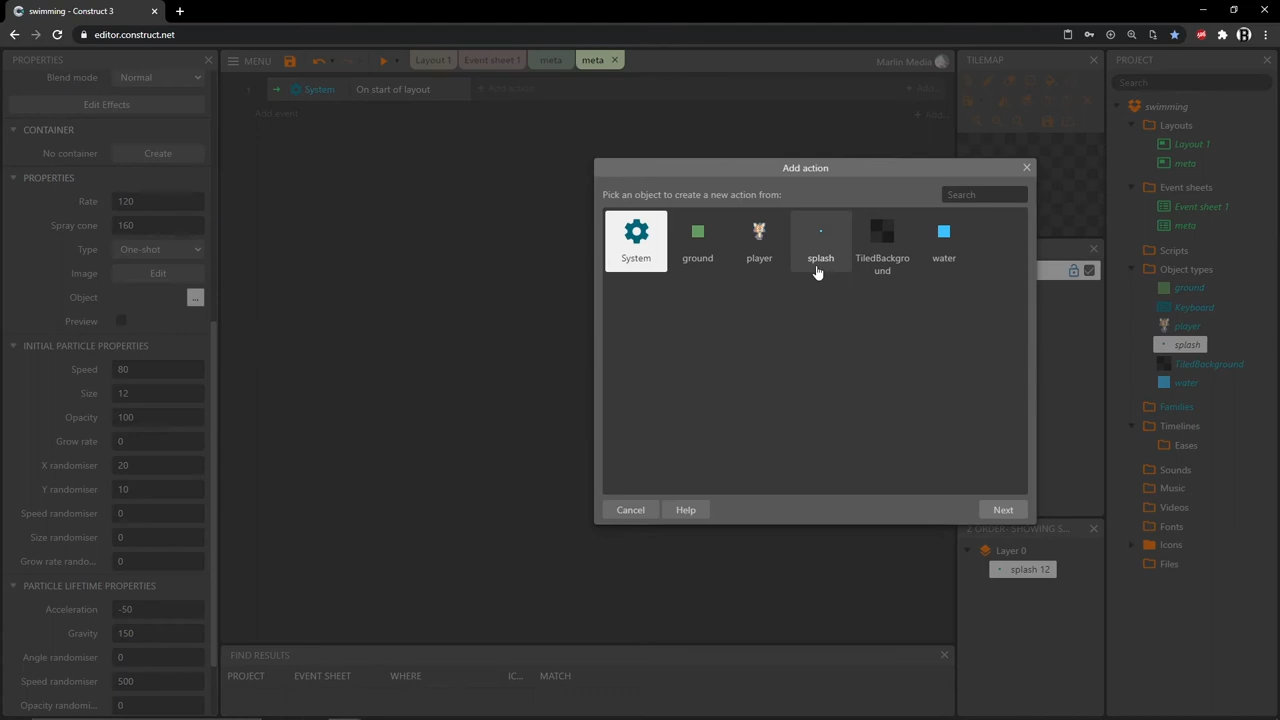 swimming - Construct 3
editor.construct.net
PROPERTIES
Blend mode Normal
Edit Effects
CONTAINER
No container Create
PROPERTIES
Rate 120
Spray cone 160
Type One-shot
Image Edit
Object ...
Preview
INITIAL PARTICLE PROPERTIES
Speed 80
Size 12
Opacity 100
Grow rate 0
X randomiser 20
Y randomiser 10
Speed randomiser 0
Size randomiser 0
Grow rate rando... 0
PARTICLE LIFETIME PROPERTIES
Acceleration -50
Gravity 150
Angle randomiser 0
Speed randomiser 500
Opacity randomi... 0
MENU
Layout 1 Event sheet 1 meta meta
Marlin Media
1 System On start of layout + Add action + Add...
Add event + Add...
Add action
Pick an object to create a new action from:
Search
System ground player splash TiledBackgro
und water
Cancel Help Next
FIND RESULTS
PROJECT EVENT SHEET WHERE IC... MATCH
TILEMAP
Z ORDER - SHOWING S...
Layer 0
splash 12
PROJECT
Search
swimming
Layouts
Layout 1
meta
Event sheets
Event sheet 1
meta
Scripts
Object types
ground
Keyboard
player
splash
TiledBackground
water
Families
Timelines
Eases
Sounds
Music
Videos
Fonts
Icons
Files